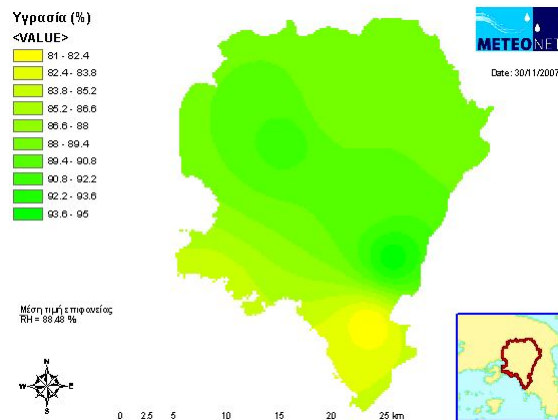 Υγρασία (%)
<VALUE>
81 - 82.4
82.4 - 83.8
83.8 - 85.2
85.2 - 86.6
86.6 - 88
88 - 89.4
89.4 - 90.8
90.8 - 92.2
92.2 - 93.6
93.6 - 95
METEONET
Date: 30/11/2007
Μέση τιμή επιφανείας
RH = 88.48 %
N
W E
S
0 2.5 5 10 15 20 25 km